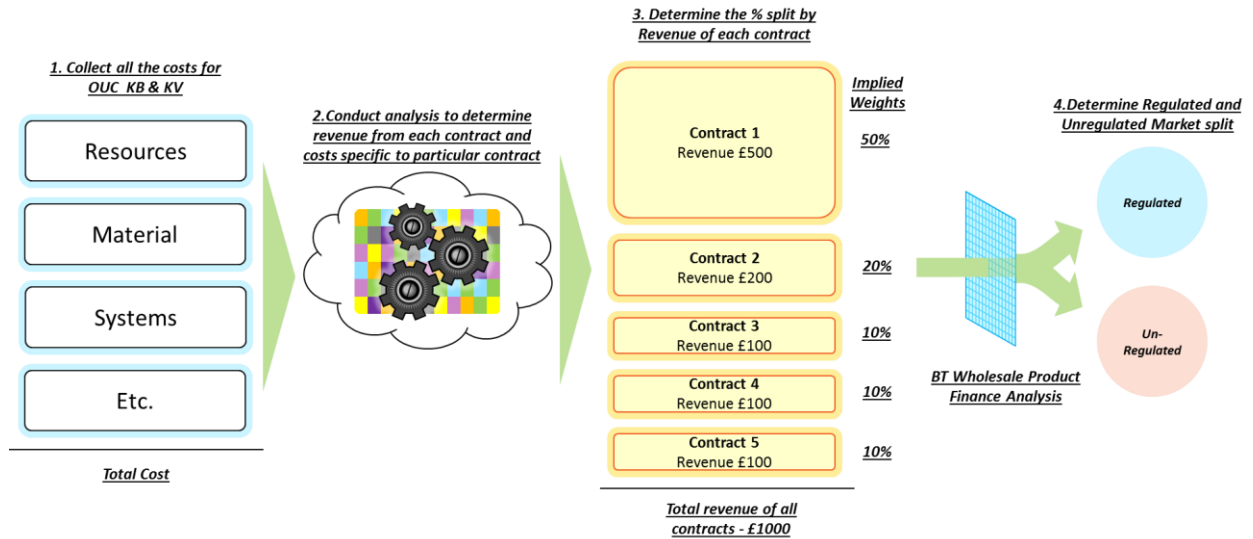 1. Collect all the costs for
OUC KB & KV
Resources
Material
Systems
Etc.
Total Cost
2.Conduct analysis to determine
revenue from each contract and
costs specific to particular contract
3. Determine the % split by
Revenue of each contract
Implied
Weights
Contract 1
Revenue £500
50%
Contract 2
Revenue £200
20%
Contract 3
Revenue £100
10%
Contract 4
Revenue £100
10%
Contract 5
Revenue £100
10%
Total revenue of all
contracts - £1000
BT Wholesale Product
Finance Analysis
4.Determine Regulated and
Unregulated Market split
Regulated
Un-
Regulated